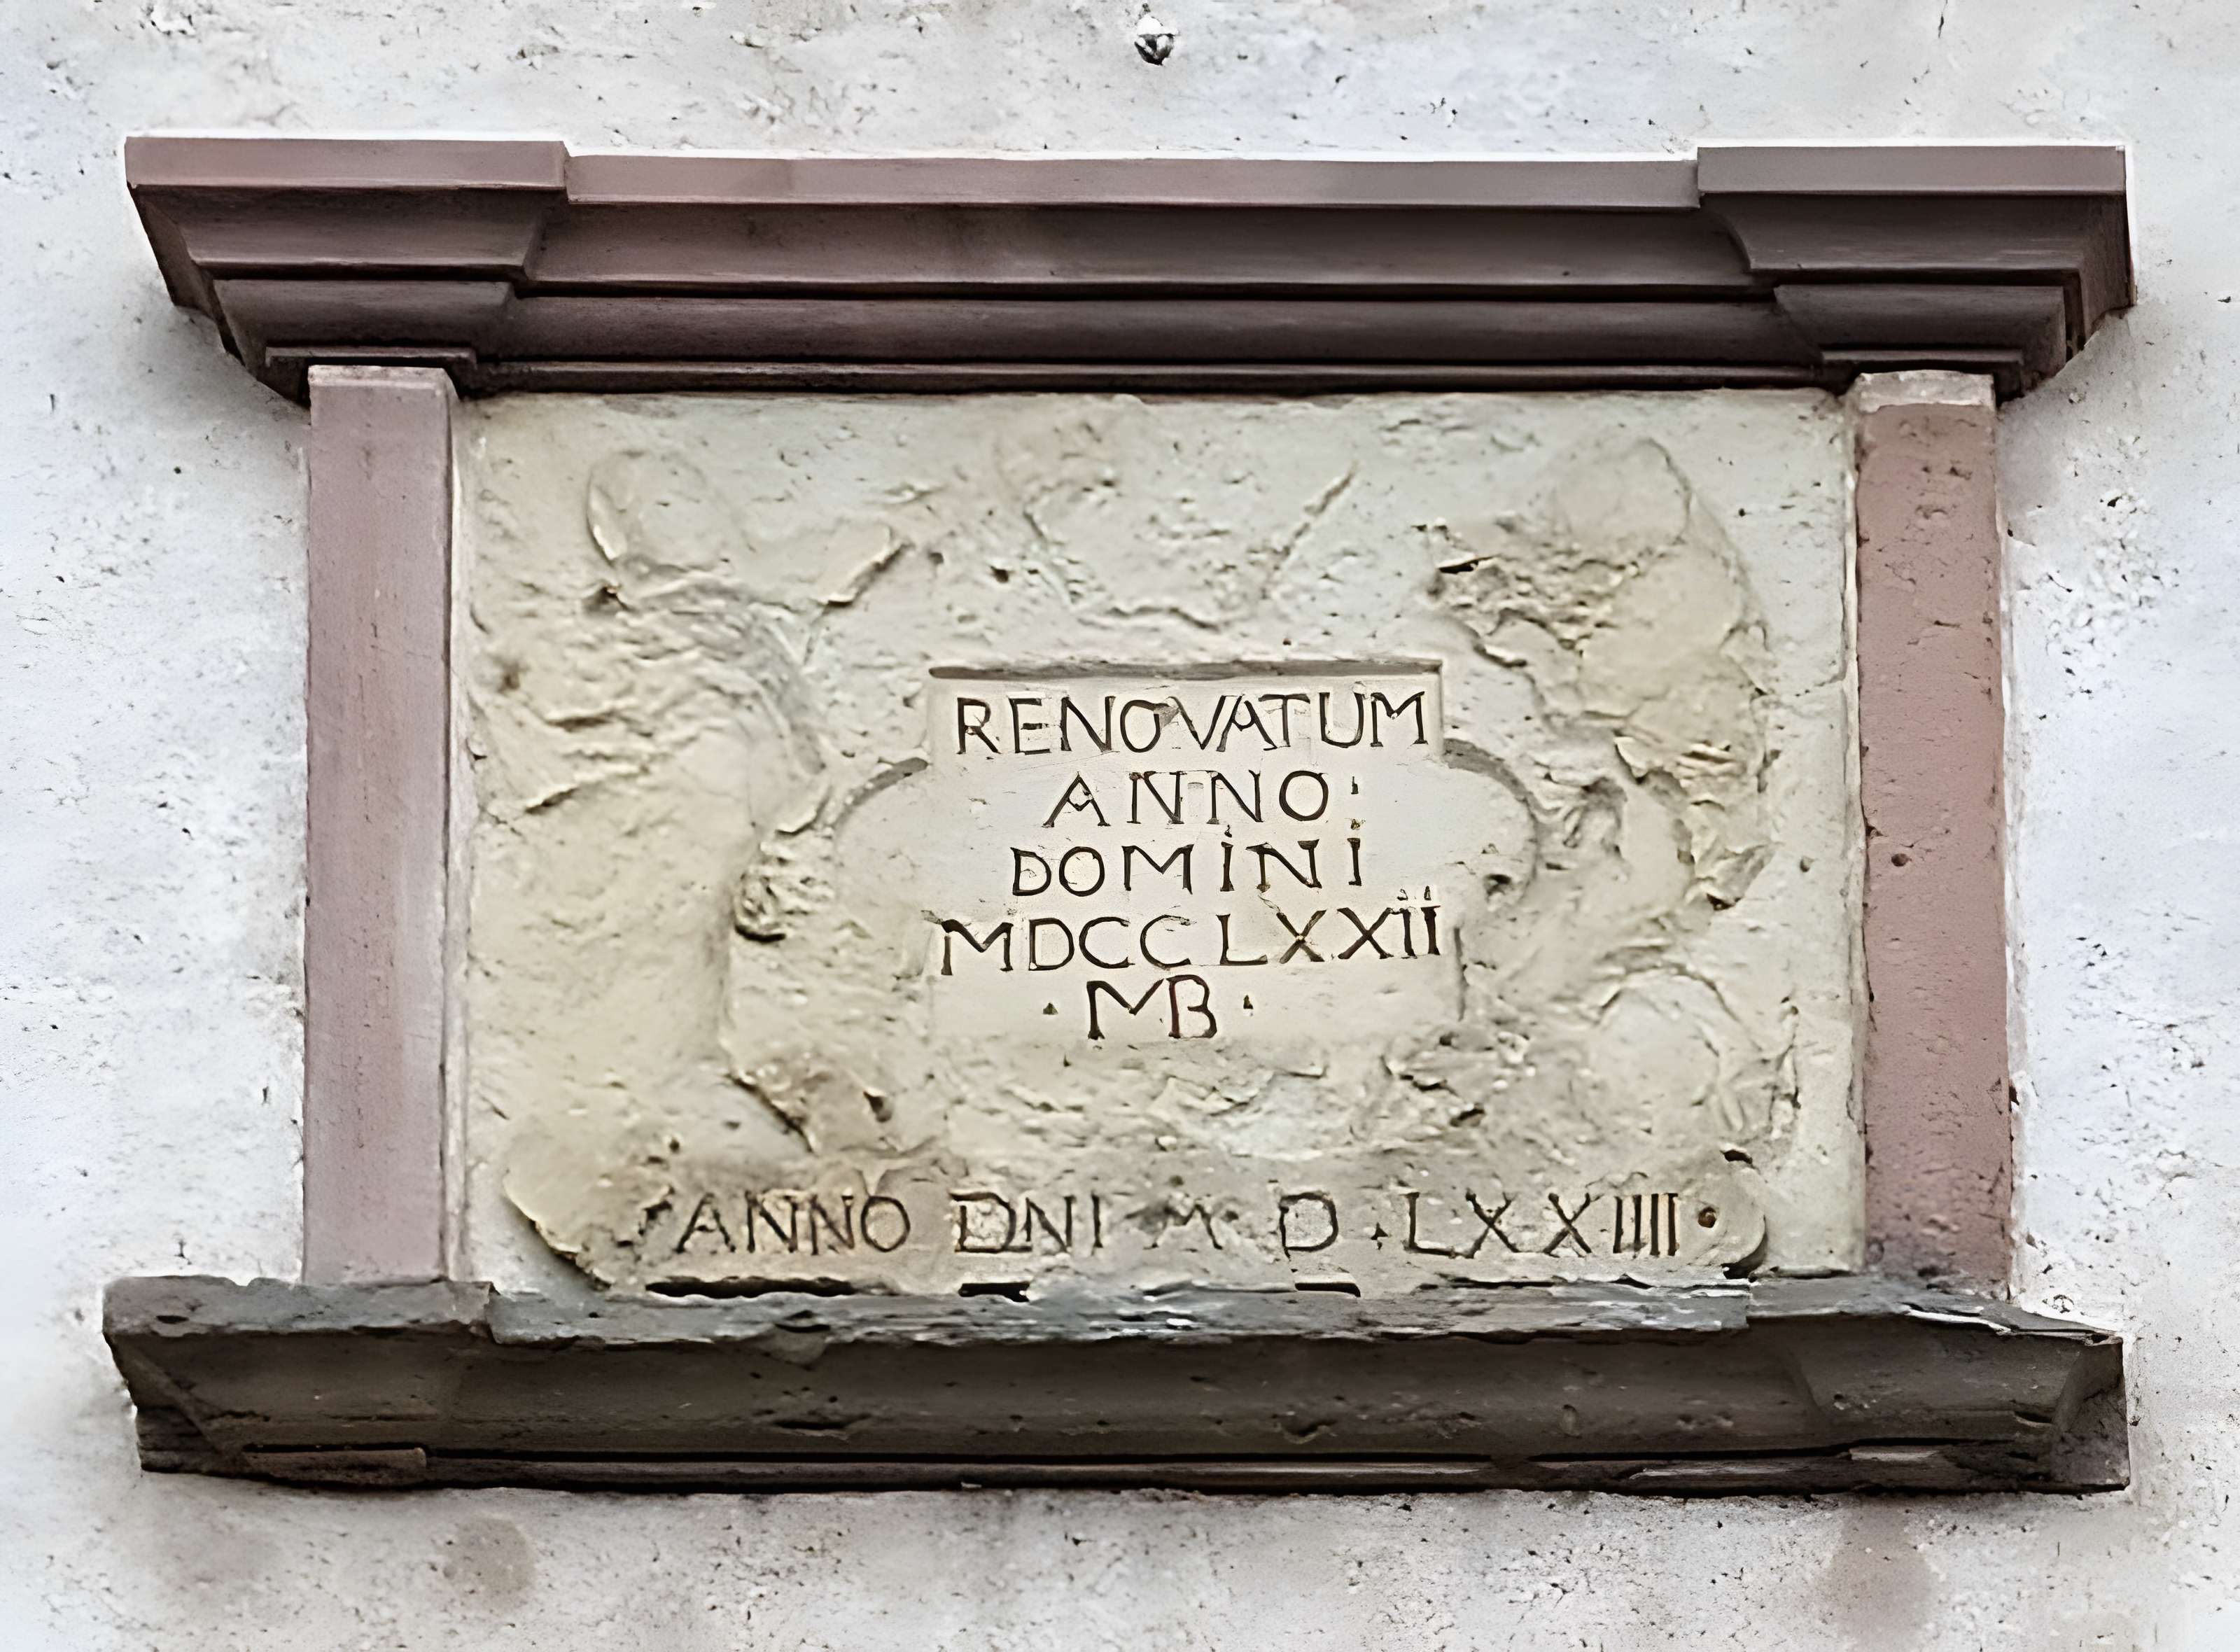 RENOVATUM
ANNO:
DOMINI
MDCCLXXII
· MB ·
ANNO DNI M D · LXXIIII ·